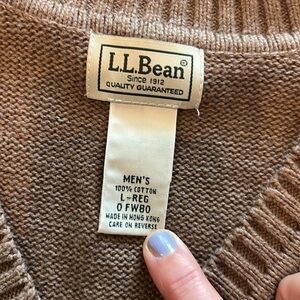 L.L.Bean®
Since 1912
QUALITY GUARANTEED
MEN'S
100% COTTON
L-REG
0 FW80
MADE IN HONG KONG
CARE ON REVERSE